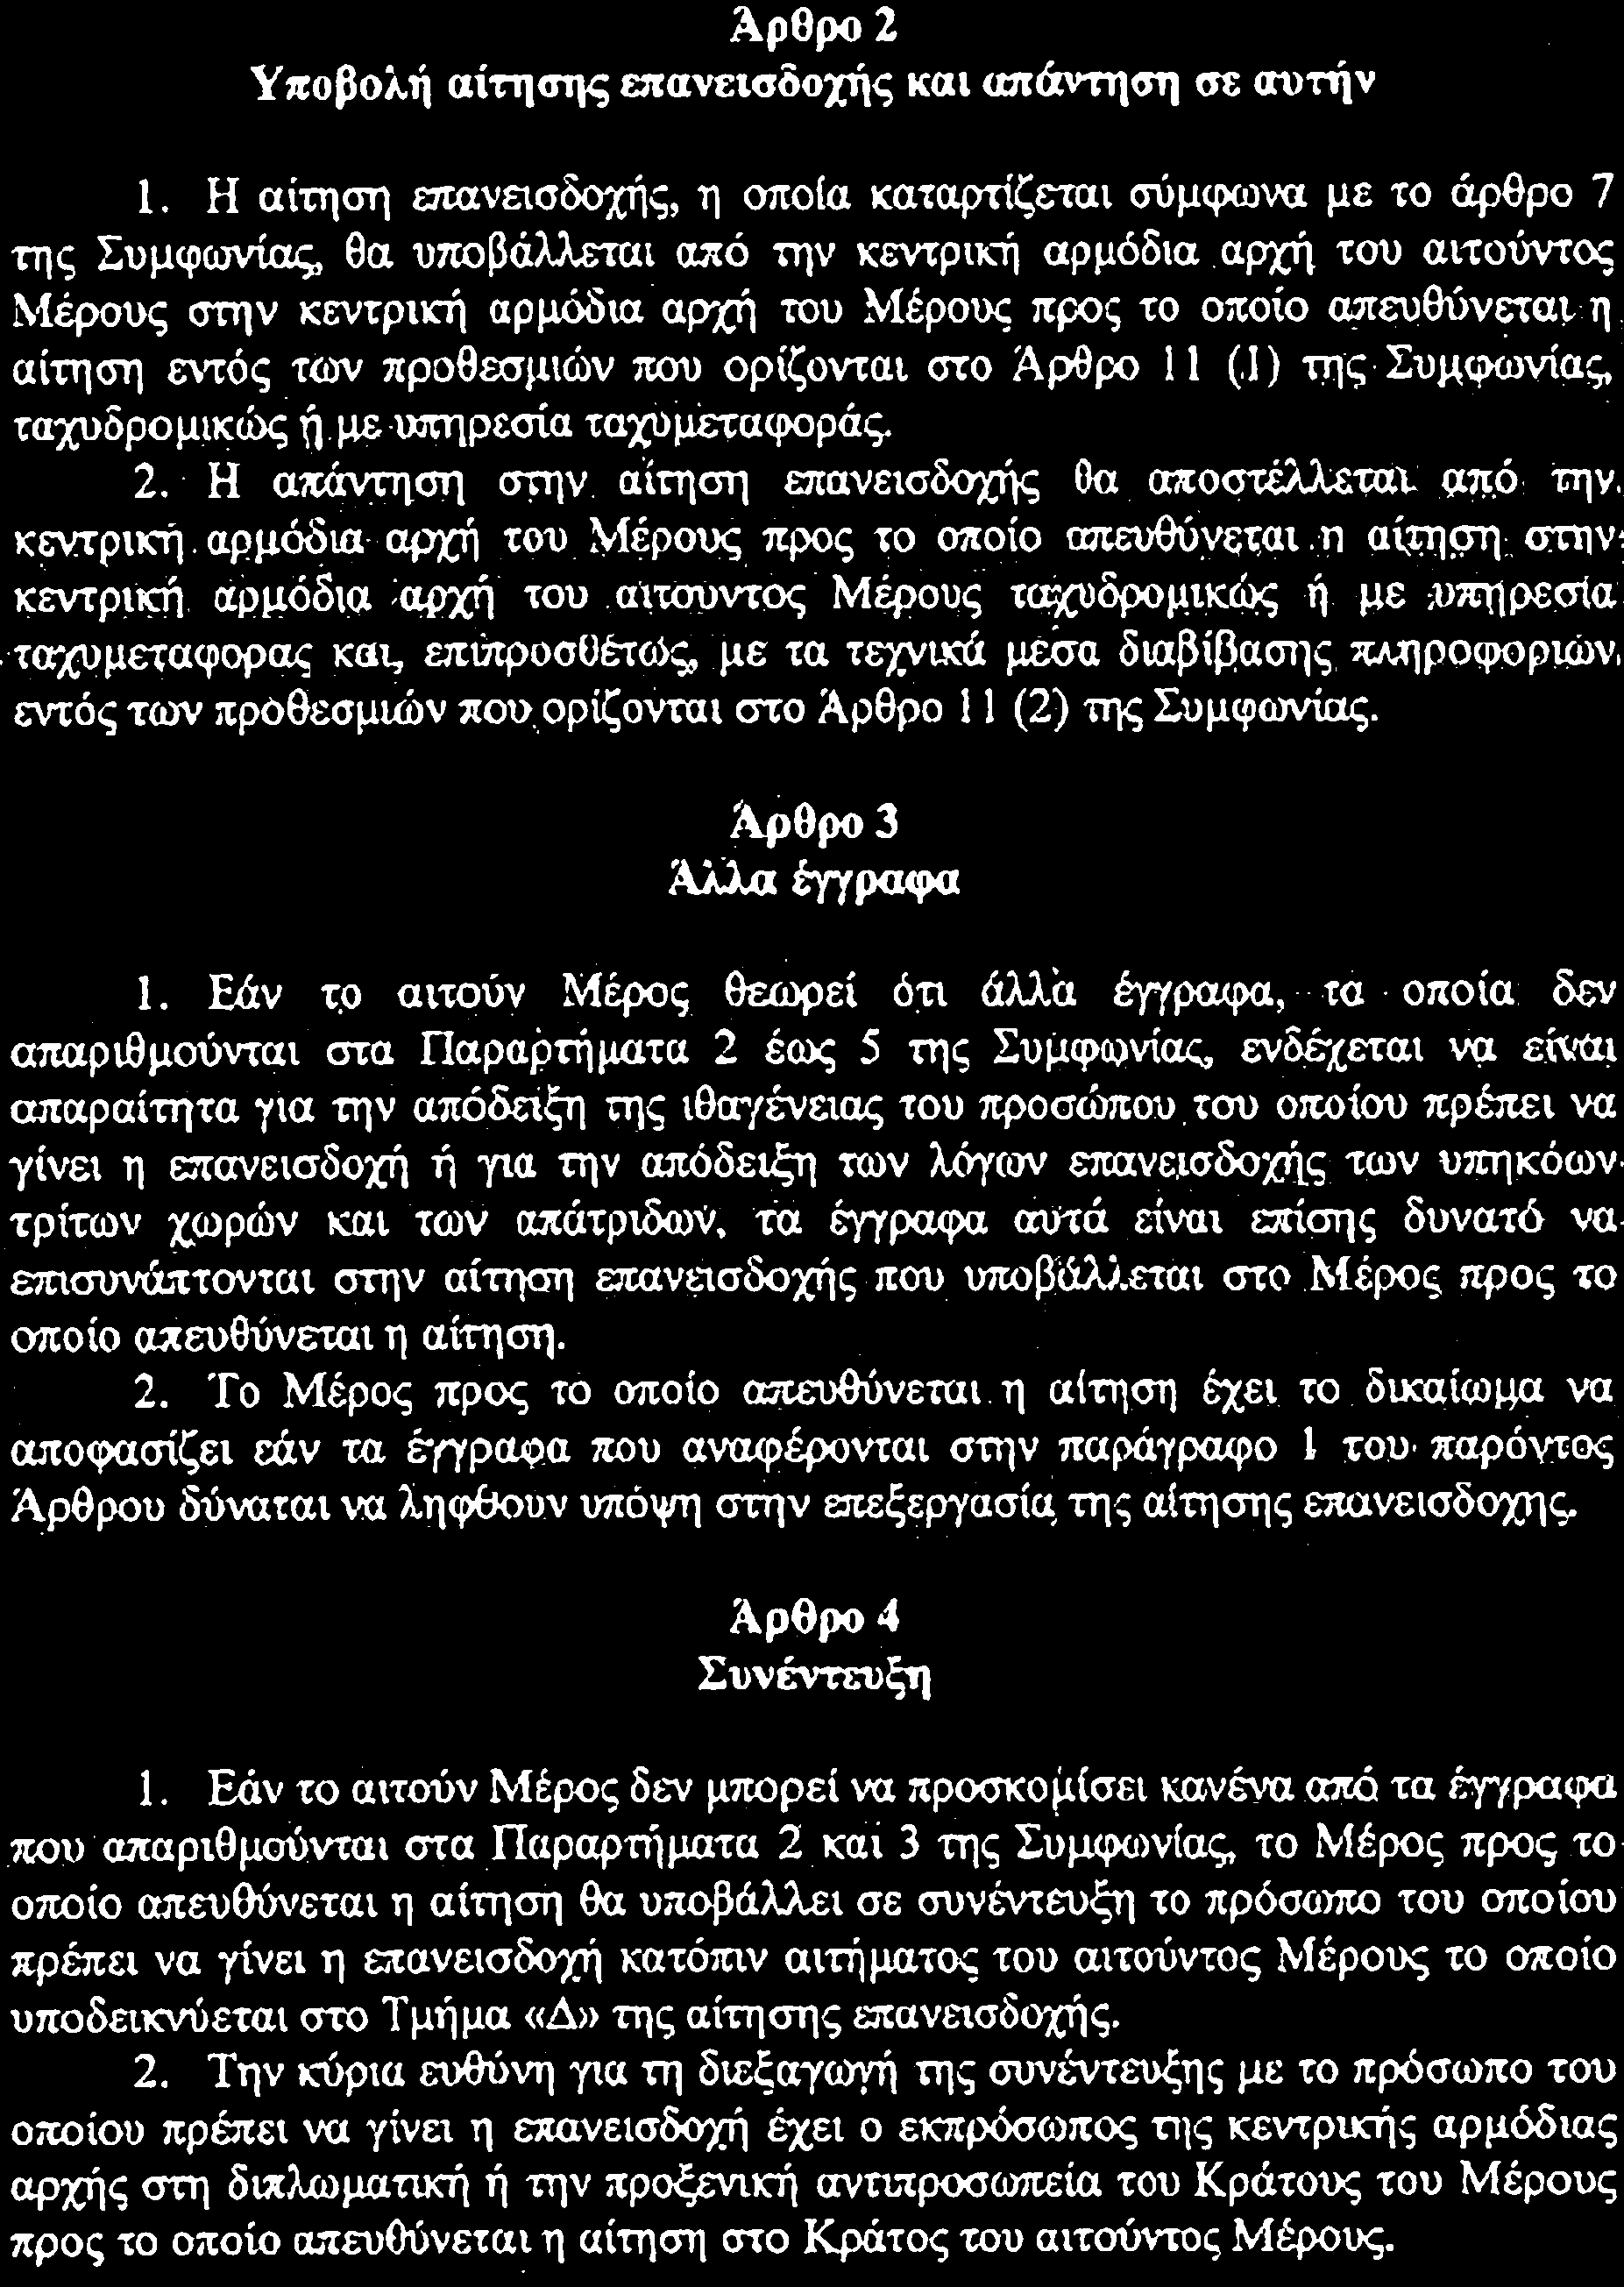 Άρθρο 2
Υποβολή αίτησης επανεισδοχής και απάντηση σε αυτήν
1. Η αίτηση επανεισδοχής, η οποία καταρτίζεται σύμφωνα με το άρθρο 7
της Συμφωνίας, θα υποβάλλεται από την κεντρική αρμόδια αρχή του αιτούντος
Μέρους στην κεντρική αρμόδια αρχή του Μέρους προς το οποίο απευθύνεται η
αίτηση εντός των προθεσμιών που ορίζονται στο Άρθρο 11 (1) της Συμφωνίας,
ταχυδρομικώς ή με υπηρεσία ταχυμεταφοράς.
2. Η απάντηση στην αίτηση επανεισδοχής θα αποστέλλεται από την
κεντρική αρμόδια αρχή του Μέρους προς το οποίο απευθύνεται η αίτηση στην
κεντρική αρμόδια αρχή του αιτουντος Μέρους ταχυδρομικώς ή με υπηρεσία
ταχυμεταφορας και, επιπροσθέτως, με τα τεχνικά μέσα διαβίβασης πληροφοριών,
εντός των προθεσμιών που ορίζονται στο Άρθρο 11 (2) της Συμφωνίας.
Άρθρο 3
Άλλα έγγραφα
1. Εάν το αιτούν Μέρος θεωρεί ότι άλλα έγγραφα, τα οποία δεν
απαριθμούνται στα Παραρτήματα 2 έως 5 της Συμφωνίας, ενδέχεται να είναι
απαραίτητα για την απόδειξη της ιθαγένειας του προσώπου του οποίου πρέπει να
γίνει η επανεισδοχή ή για την απόδειξη των λόγων επανεισδοχής των υπηκόων
τρίτων χωρών και των απάτριδων, τα έγγραφα αυτά είναι επίσης δυνατό να
επισυνάπτονται στην αίτηση επανεισδοχής που υποβάλλεται στο Μέρος προς το
οποίο απευθύνεται η αίτηση.
2. Το Μέρος προς το οποίο απευθύνεται η αίτηση έχει το δικαίωμα να
αποφασίζει εάν τα έγγραφα που αναφέρονται στην παράγραφο 1 του παρόντος
Άρθρου δύναται να ληφθουν υπόψη στην επεξεργασία της αίτησης επανεισδοχης.
Άρθρο 4
Συνέντευξη
1. Εάν το αιτούν Μέρος δεν μπορεί να προσκομίσει κανένα από τα έγγραφα
που απαριθμούνται στα Παραρτήματα 2 και 3 της Συμφωνίας, το Μέρος προς το
οποίο απευθύνεται η αίτηση θα υποβάλλει σε συνέντευξη το πρόσωπο του οποίου
πρέπει να γίνει η επανεισδοχή κατόπιν αιτήματος του αιτούντος Μέρους το οποίο
υποδεικνύεται στο Τμήμα «Δ» της αίτησης επανεισδοχής.
2. Την κύρια ευθύνη για τη διεξαγωγή της συνέντευξης με το πρόσωπο του
οποίου πρέπει να γίνει η επανεισδοχή έχει ο εκπρόσωπος της κεντρικής αρμόδιας
αρχής στη διπλωματική ή την προξενική αντιπροσωπεία του Κράτους του Μέρους
προς το οποίο απευθύνεται η αίτηση στο Κράτος του αιτούντος Μέρους.